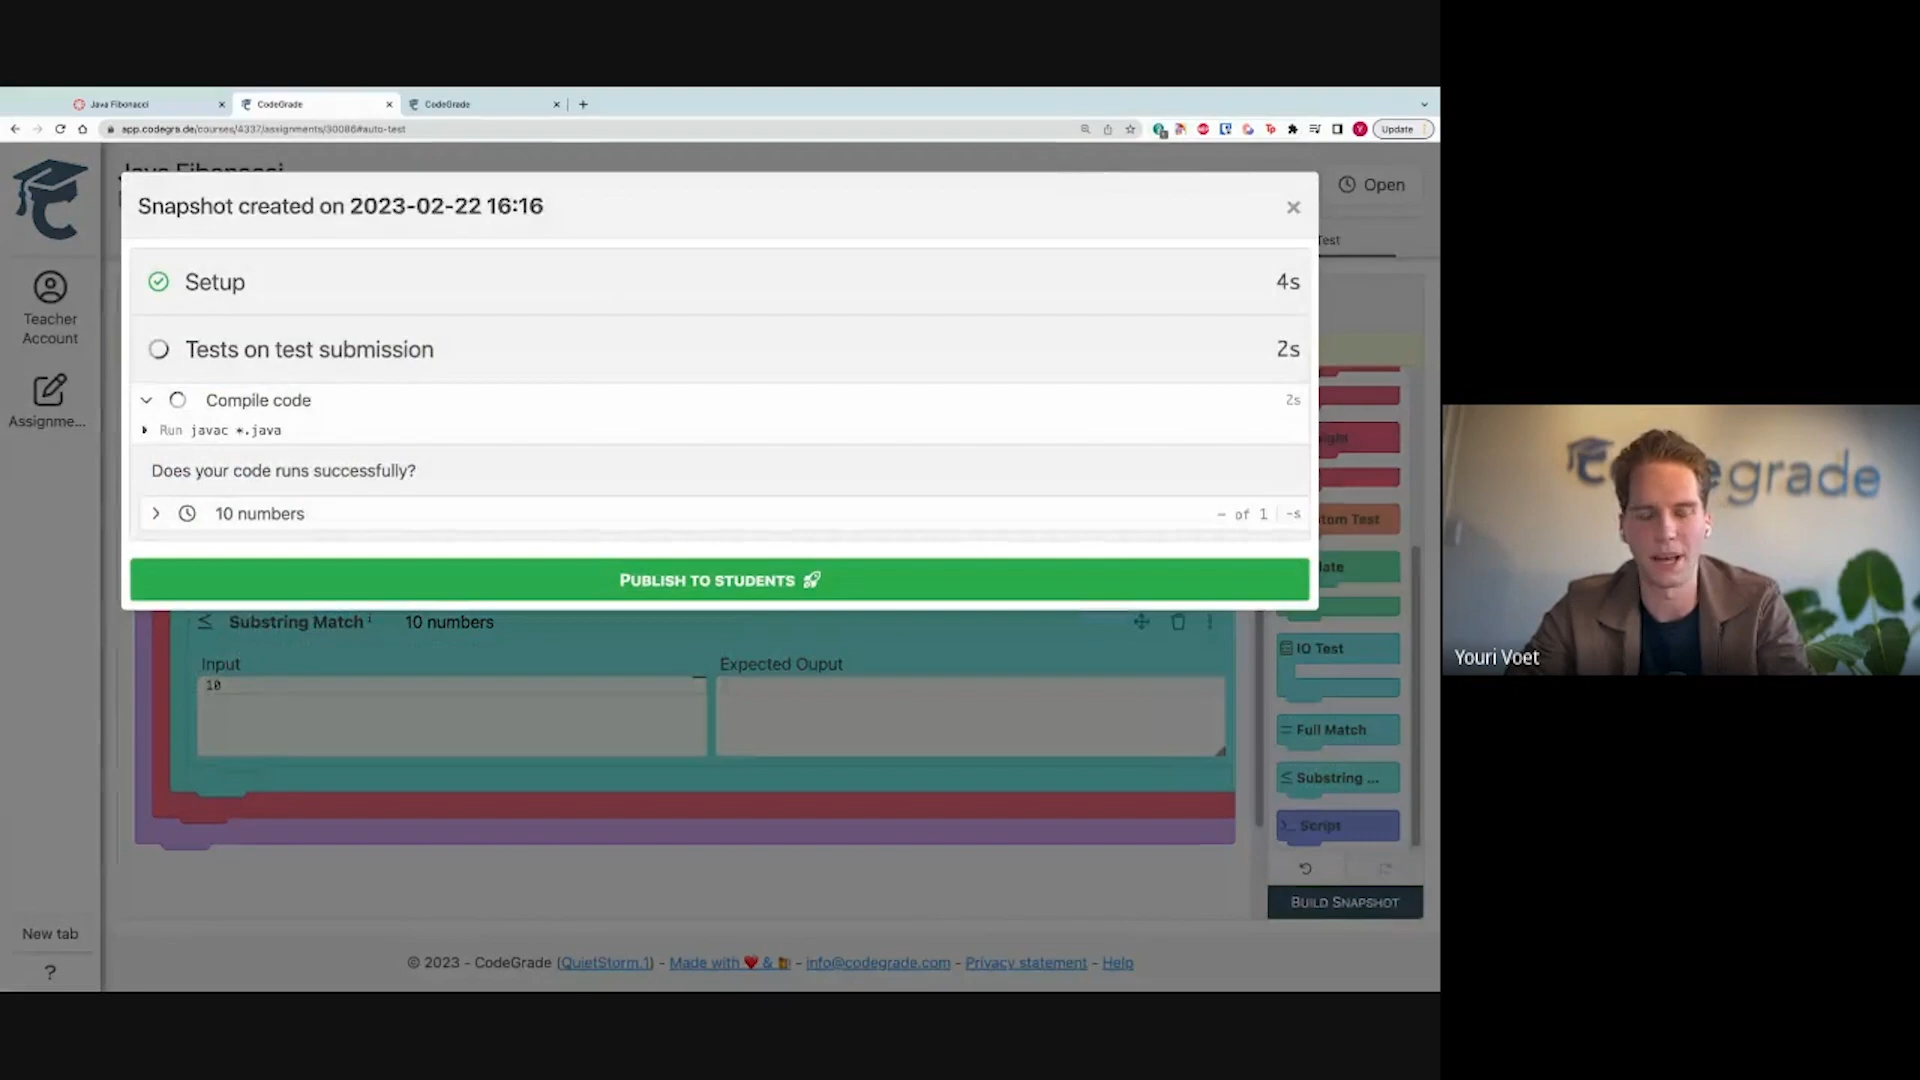 Java Fibonacci
CodeGrade
CodeGrade
app.codegra.de/courses/4337/assignments/30086#auto-test
Update
Java Fibonacci
Open
Snapshot created on 2023-02-22 16:16
Test
Setup
4s
Tests on test submission
2s
Teacher
Account
Compile code
2s
Assignme...
Run javac *.java
Does your code runs successfully?
10 numbers
- of 1
-s
PUBLISH TO STUDENTS
Substring Match i
10 numbers
Input
Expected Ouput
10
IO Test
Full Match
Substring ...
Script
BUILD SNAPSHOT
New tab
?
© 2023 - CodeGrade (QuietStorm.1) - Made with ❤ & - info@codegrade.com - Privacy statement - Help
codegrade
Youri Voet